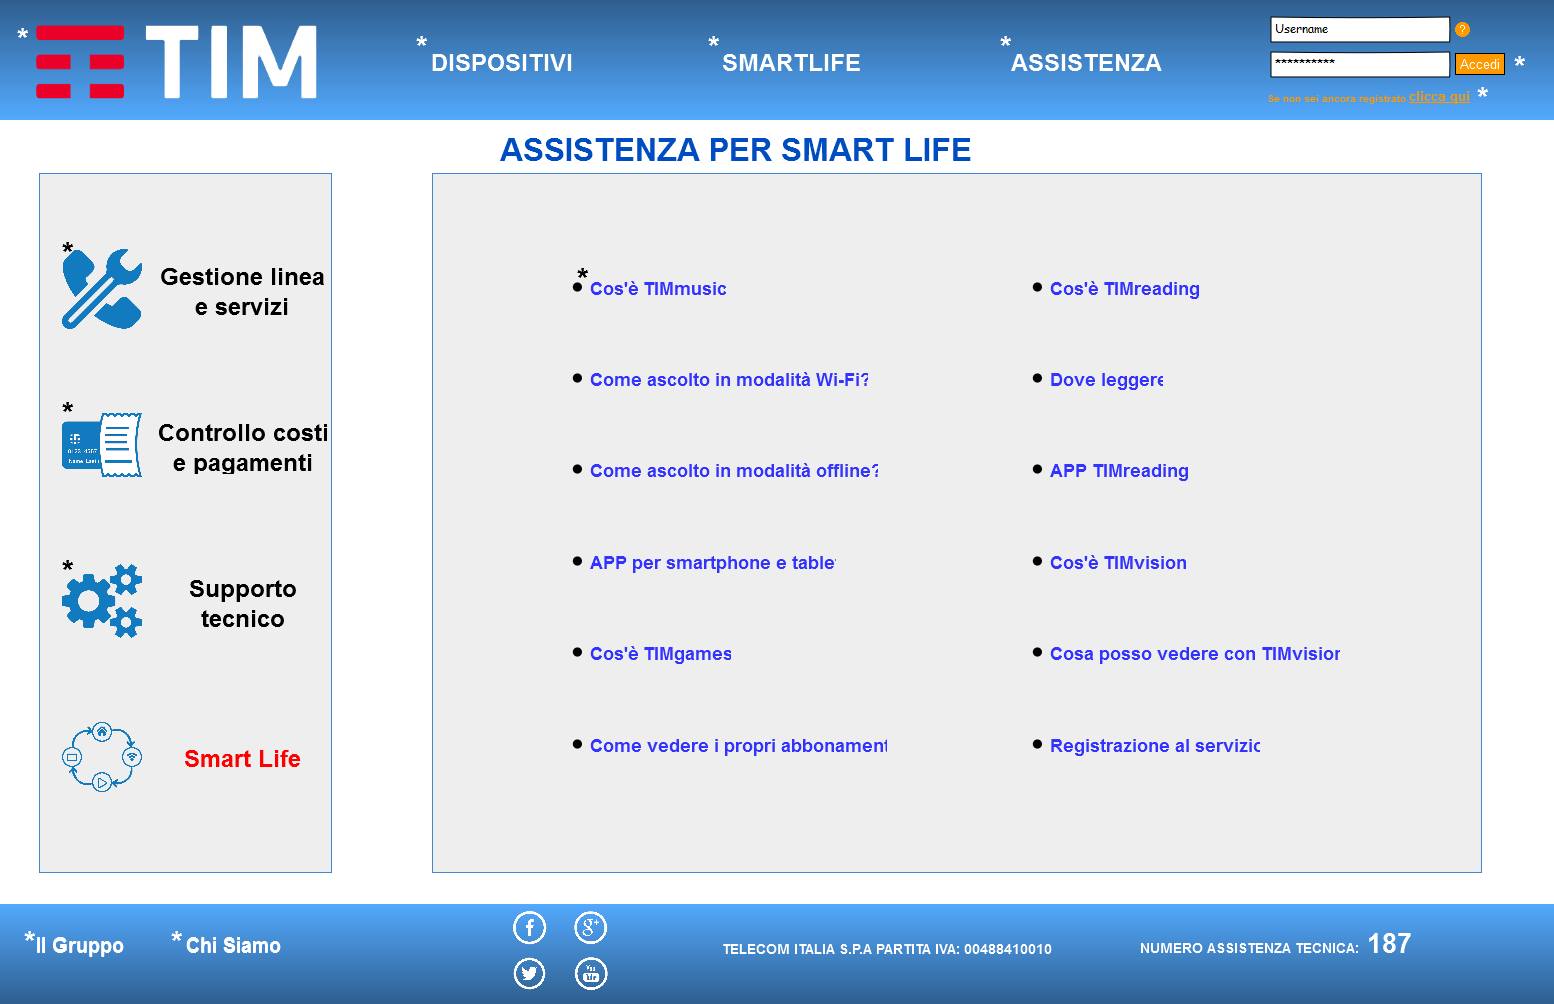 * TIM
* DISPOSITIVI
* SMARTLIFE
* ASSISTENZA
Username ?
********** Accedi *
Se non sei ancora registrato clicca qui *
ASSISTENZA PER SMART LIFE
*
Gestione linea
e servizi
*
Controllo costi
e pagamenti
*
Supporto
tecnico
Smart Life
*
• Cos'è TIMmusic
• Come ascolto in modalità Wi-Fi?
• Come ascolto in modalità offline?
• APP per smartphone e table
• Cos'è TIMgames
• Come vedere i propri abbonament
• Cos'è TIMreading
• Dove leggere
• APP TIMreading
• Cos'è TIMvision
• Cosa posso vedere con TIMvision
• Registrazione al servizio
*Il Gruppo
* Chi Siamo
f
g+
You
TELECOM ITALIA S.P.A PARTITA IVA: 00488410010
NUMERO ASSISTENZA TECNICA: 187